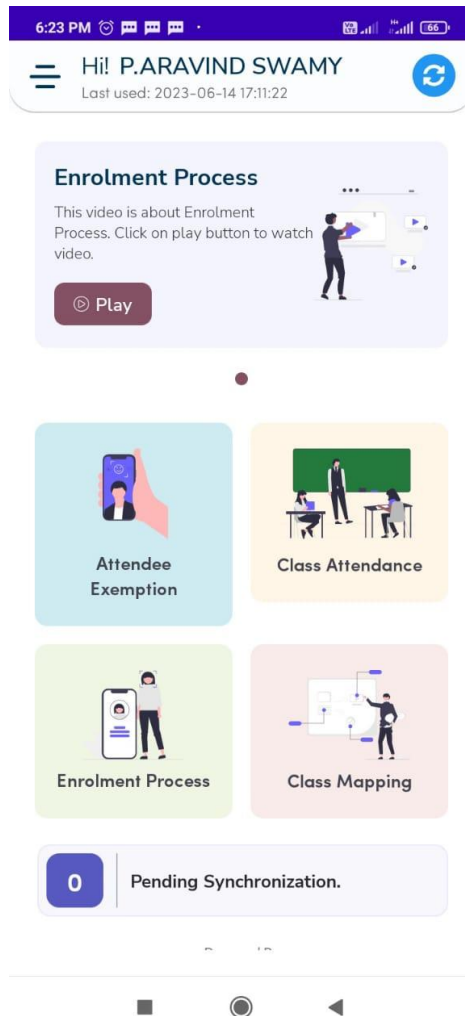 6:23 PM
66
Hi! P.ARAVIND SWAMY
Last used: 2023-06-14 17:11:22
Enrolment Process
This video is about Enrolment
Process. Click on play button to watch
video.
Play
Attendee
Exemption
Class Attendance
Enrolment Process
Class Mapping
0
Pending Synchronization.